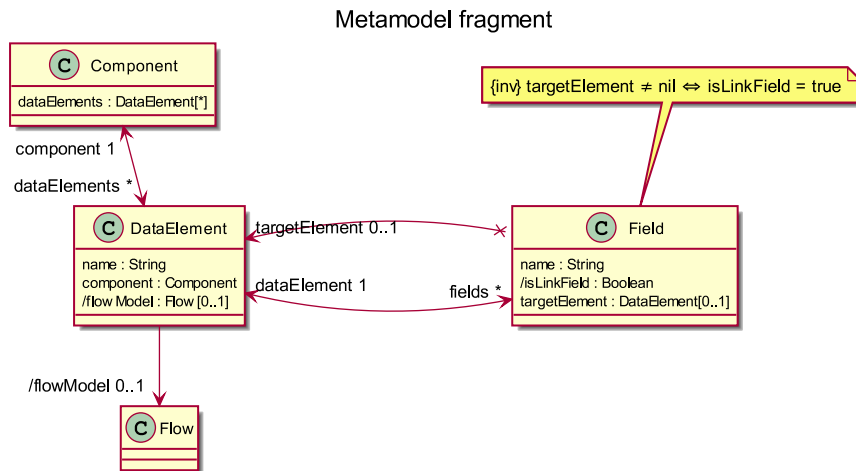 Metamodel fragment
C Component
dataElements : DataElement[*]
{inv} targetElement ≠ nil ⇔ isLinkField = true
component 1
dataElements *
C DataElement
name : String
component : Component
/flow Model : Flow [0..1]
targetElement 0..1
dataElement 1
fields *
C Field
name : String
/isLinkField : Boolean
targetElement : DataElement[0..1]
/flowModel 0..1
C Flow